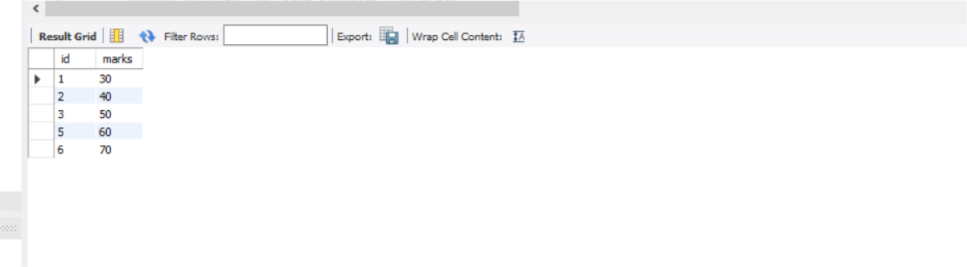 Result Grid Filter Rows: Export: Wrap Cell Content:
id marks
1 30
2 40
3 50
5 60
6 70